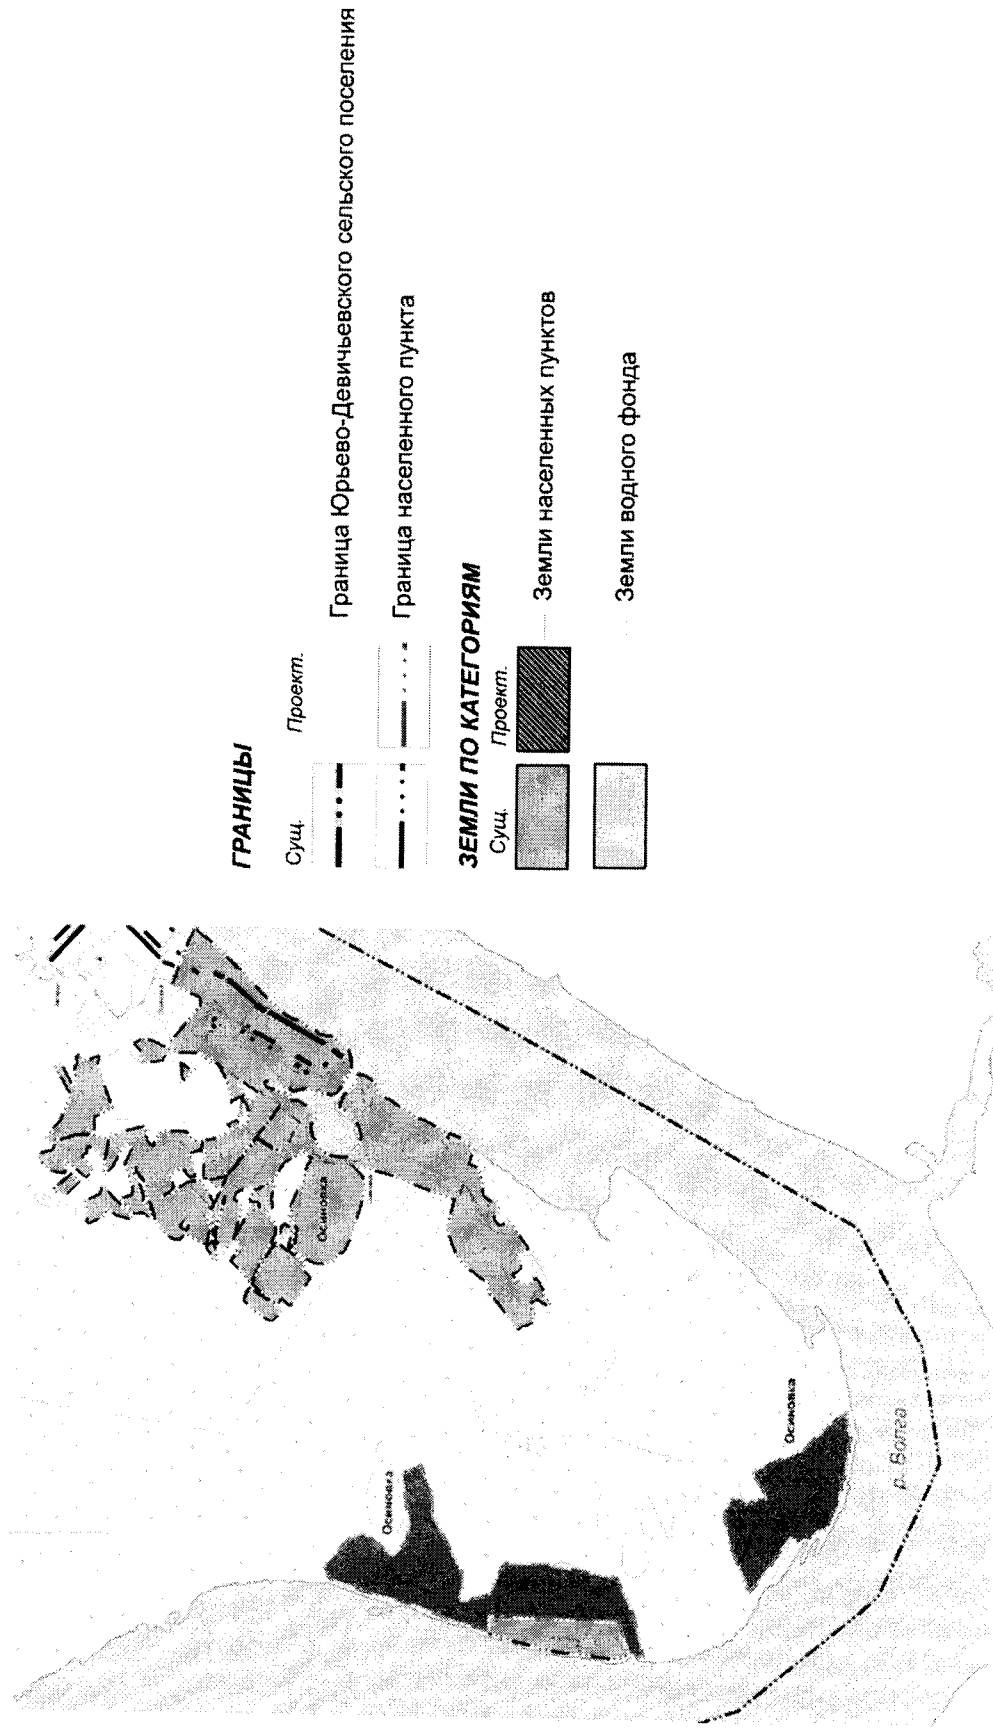 ГРАНИЦЫ
Сущ. Проект.
Граница Юрьево-Девичьевского сельского поселения
Граница населенного пункта
ЗЕМЛИ ПО КАТЕГОРИЯМ
Сущ. Проект.
Земли населенных пунктов
Земли водного фонда
Осиновка
Осиновка
Осиновка
р. Волга